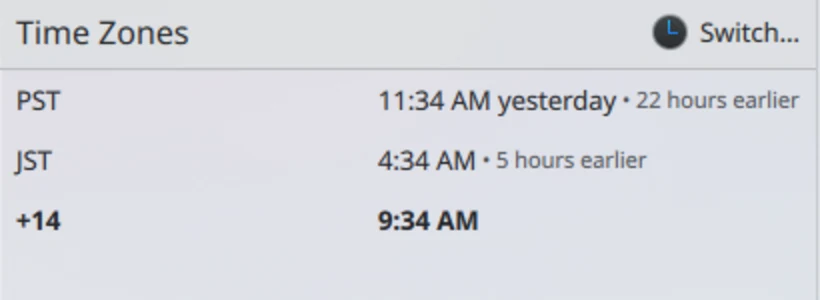 Time Zones Switch...
PST 11:34 AM yesterday • 22 hours earlier
JST 4:34 AM • 5 hours earlier
+14 9:34 AM